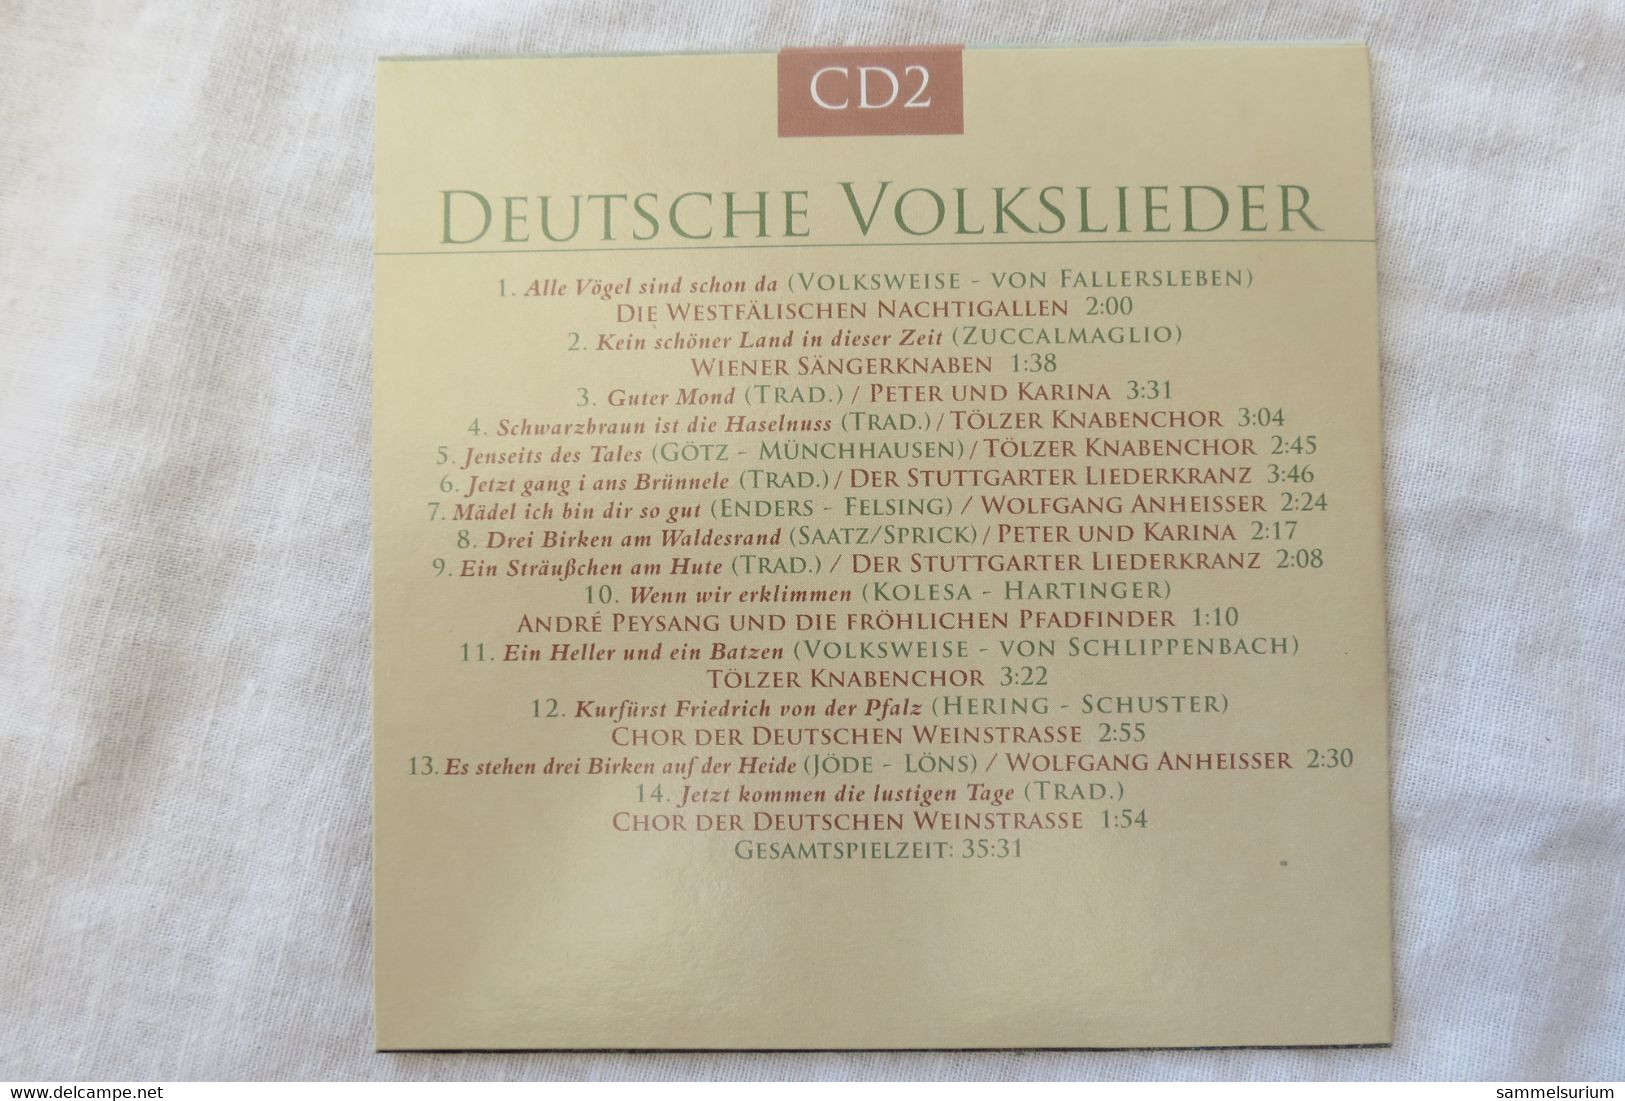 CD2
DEUTSCHE VOLKSLIEDER
1. Alle Vögel sind schon da (VOLKSWEISE - VON FALLERSLEBEN)
DIE WESTFÄLISCHEN NACHTIGALLEN 2:00
2. Kein schöner Land in dieser Zeit (ZUCCALMAGLIO)
WIENER SÄNGERKNABEN 1:38
3. Guter Mond (TRAD.) / PETER UND KARINA 3:31
4. Schwarzbraun ist die Haselnuss (TRAD.) / TÖLZER KNABENCHOR 3:04
5. Jenseits des Tales (GÖTZ - MÜNCHHAUSEN) / TÖLZER KNABENCHOR 2:45
6. Jetzt gang i ans Brünnele (TRAD.) / DER STUTTGARTER LIEDERKRANZ 3:46
7. Mädel ich bin dir so gut (ENDERS - FELSING) / WOLFGANG ANHEISSER 2:24
8. Drei Birken am Waldesrand (SAATZ/SPRICK) / PETER UND KARINA 2:17
9. Ein Sträußchen am Hute (TRAD.) / DER STUTTGARTER LIEDERKRANZ 2:08
10. Wenn wir erklimmen (KOLESA - HARTINGER)
ANDRÉ PEYSANG UND DIE FRÖHLICHEN PFADFINDER 1:10
11. Ein Heller und ein Batzen (VOLKSWEISE - VON SCHLIPPENBACH)
TÖLZER KNABENCHOR 3:22
12. Kurfürst Friedrich von der Pfalz (HERING - SCHUSTER)
CHOR DER DEUTSCHEN WEINSTRASSE 2:55
13. Es stehen drei Birken auf der Heide (JÖDE - LÖNS) / WOLFGANG ANHEISSER 2:30
14. Jetzt kommen die lustigen Tage (TRAD.)
CHOR DER DEUTSCHEN WEINSTRASSE 1:54
GESAMTSPIELZEIT: 35:31
www.delcampe.net
sammelsurium